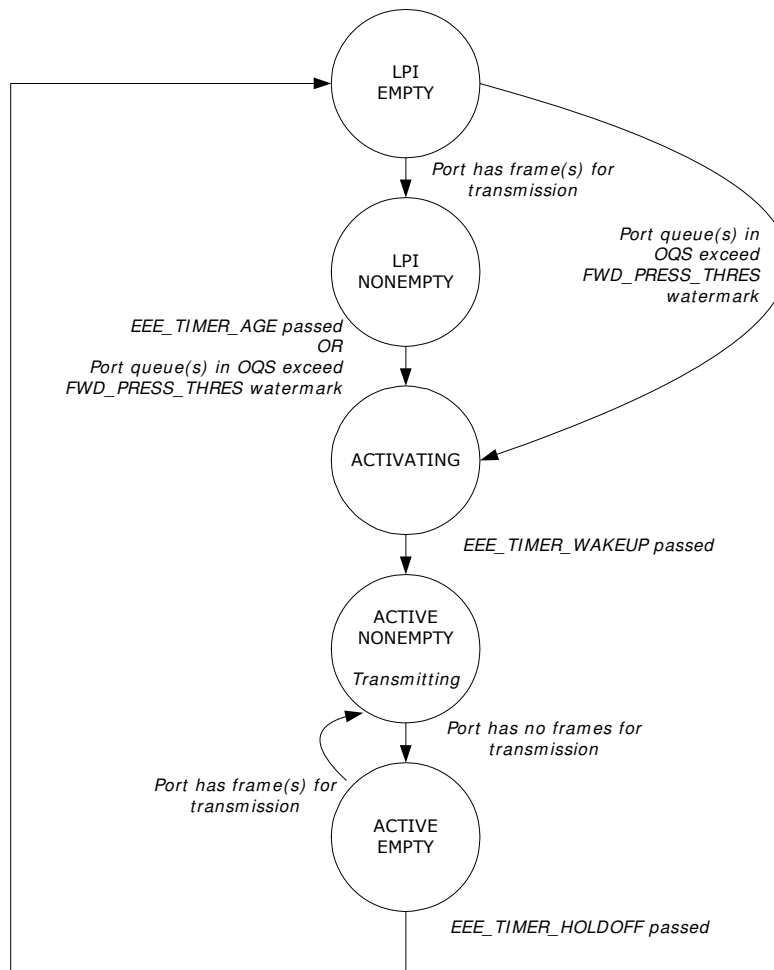 LPI
EMPTY
Port has frame(s) for
transmission
Port queue(s) in
OQS exceed
FWD_PRESS_THRES
watermark
LPI
NONEMPTY
EEE_TIMER_AGE passed
OR
Port queue(s) in OQS exceed
FWD_PRESS_THRES watermark
ACTIVATING
EEE_TIMER_WAKEUP passed
ACTIVE
NONEMPTY
Transmitting
Port has no frames for
transmission
Port has frame(s) for
transmission
ACTIVE
EMPTY
EEE_TIMER_HOLDOFF passed